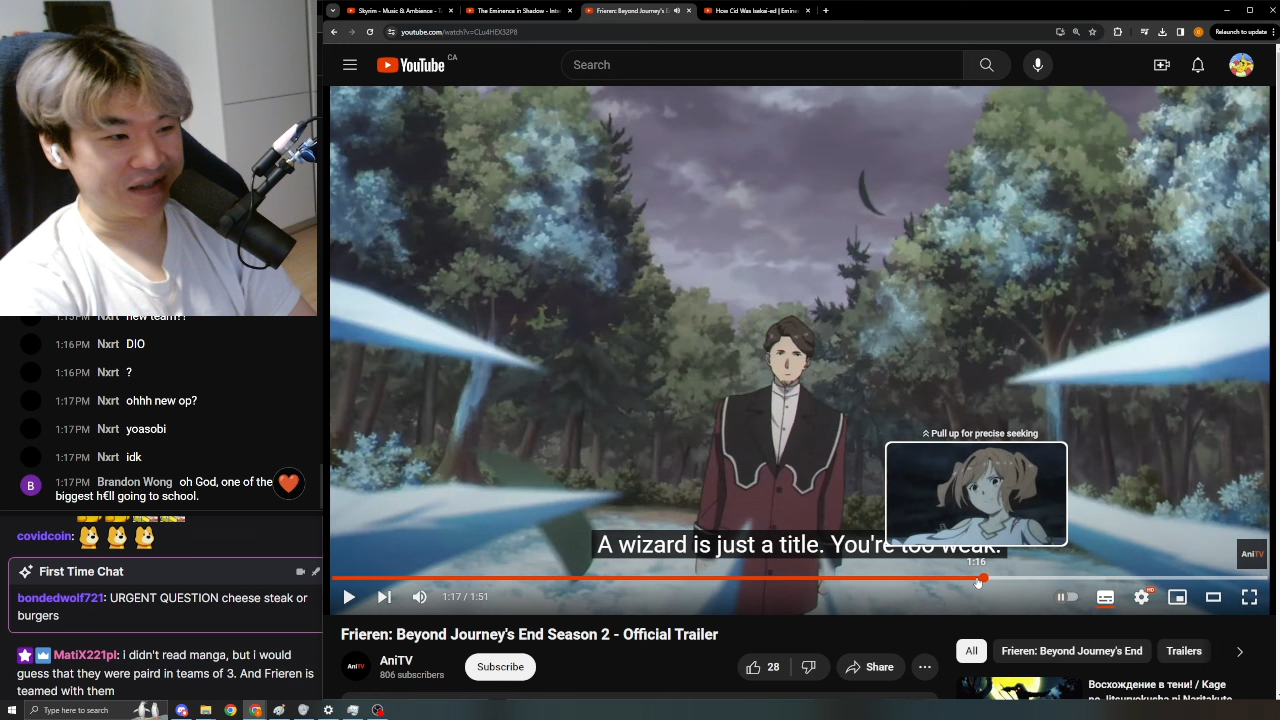 Skyrim - Music & Ambience - T
The Eminence in Shadow - Int
Frieren: Beyond Journey's E
How Cid Was Isekai-ed | Emine
youtube.com/watch?v=CLu4HEX32P8
Relaunch to update
YouTube CA
Search
Nxrt new team??
1:16PM Nxrt DIO
1:16PM Nxrt ?
1:17PM Nxrt ohhh new op?
1:17PM Nxrt yoasobi
1:17PM Nxrt idk
B 1:17PM Brandon Wong oh God, one of the
biggest h€ll going to school.
covidcoin:
First Time Chat
bondedwolf721: URGENT QUESTION cheese steak or
burgers
MatiX221pl: i didn't read manga, but i would
guess that they were paired in teams of 3. And Frieren is
teamed with them
Pull up for precise seeking
A wizard is just a title. You're too weak.
1:16
AniTV
1:17 / 1:51
HD
Frieren: Beyond Journey's End Season 2 - Official Trailer
AniTV
AniTV
806 subscribers
Subscribe
28
Share
All
Frieren: Beyond Journey's End
Trailers
Восхождение в тени! / Kage
Type here to search